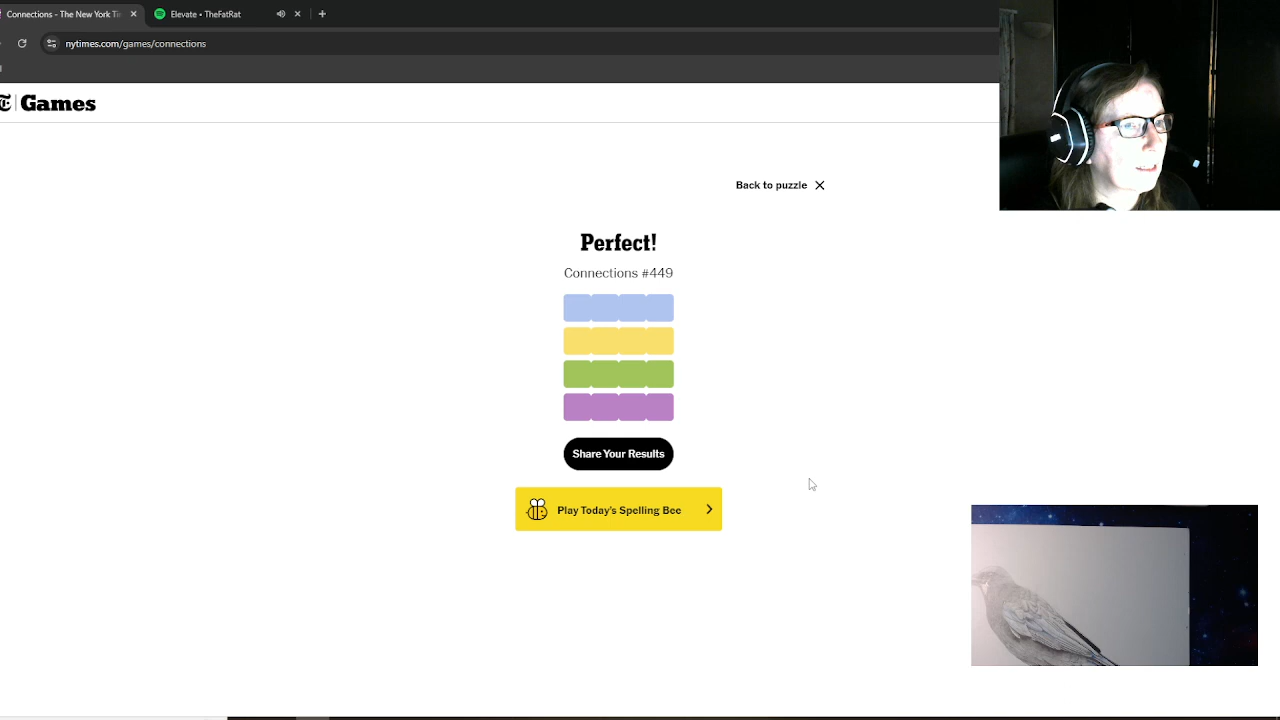 Connections - The New York Tin
Elevate • TheFatRat
nytimes.com/games/connections
Games
Back to puzzle
Perfect!
Connections #449
Share Your Results
Play Today's Spelling Bee